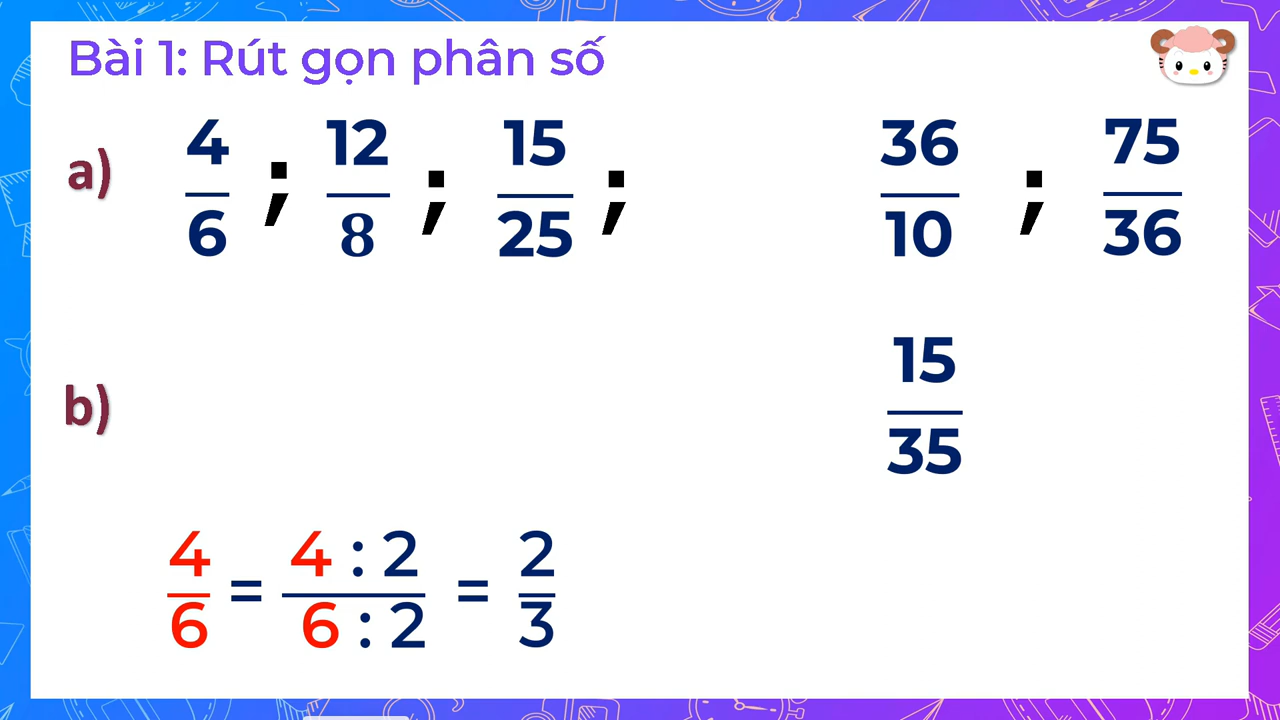 Bài 1: Rút gọn phân số
a) 4/6 ; 12/8 ; 15/25 ; 36/10 ; 75/36
b) 15/35
4/6 = 4 : 2 / 6 : 2 = 2/3